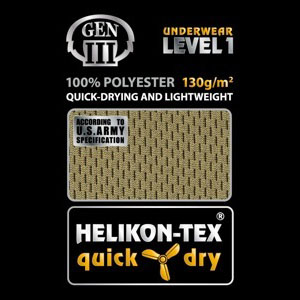 GEN
III
UNDERWEAR
LEVEL 1
100% POLYESTER 130g/m²
QUICK-DRYING AND LIGHTWEIGHT
ACCORDING TO
U.S. ARMY
SPECIFICATION
HELIKON-TEX®
quick dry